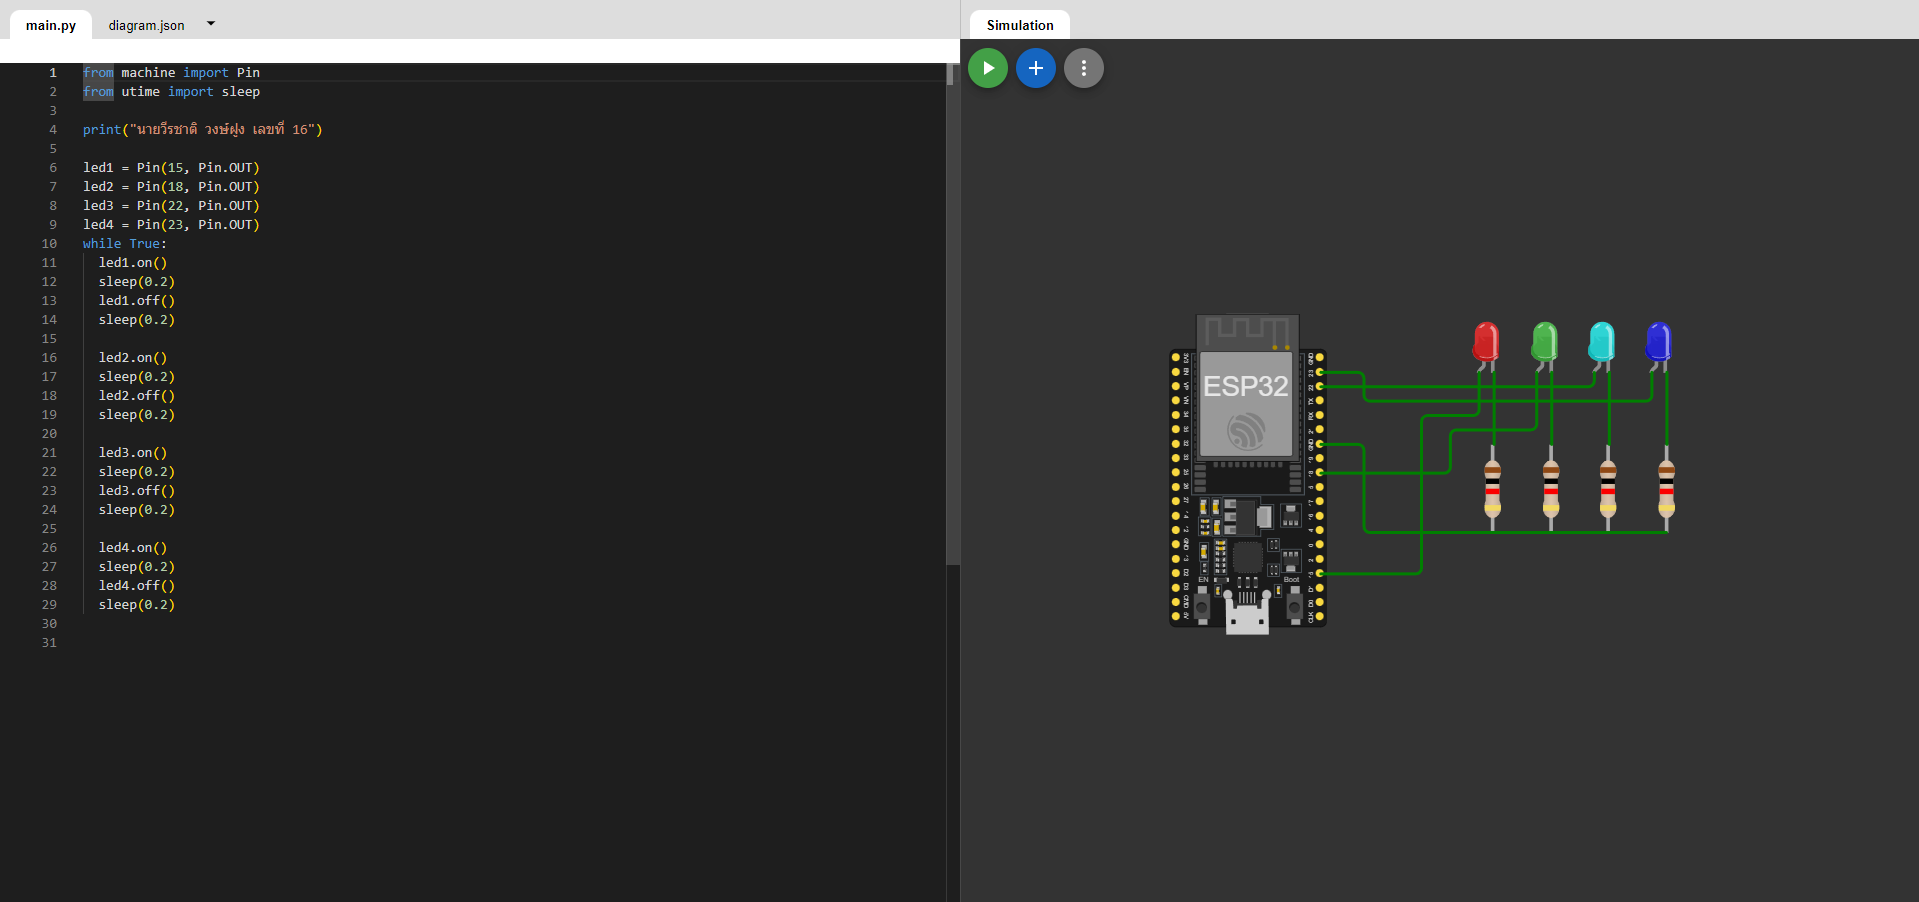 main.py diagram.json
Simulation
1 from machine import Pin
2 from utime import sleep
3
4 print("นายวีรชาติ วงษ์ฝูง เลขที่ 16")
5
6 led1 = Pin(15, Pin.OUT)
7 led2 = Pin(18, Pin.OUT)
8 led3 = Pin(22, Pin.OUT)
9 led4 = Pin(23, Pin.OUT)
10 while True:
11 led1.on()
12 sleep(0.2)
13 led1.off()
14 sleep(0.2)
15
16 led2.on()
17 sleep(0.2)
18 led2.off()
19 sleep(0.2)
20
21 led3.on()
22 sleep(0.2)
23 led3.off()
24 sleep(0.2)
25
26 led4.on()
27 sleep(0.2)
28 led4.off()
29 sleep(0.2)
30
31
ESP32
EN
Boot